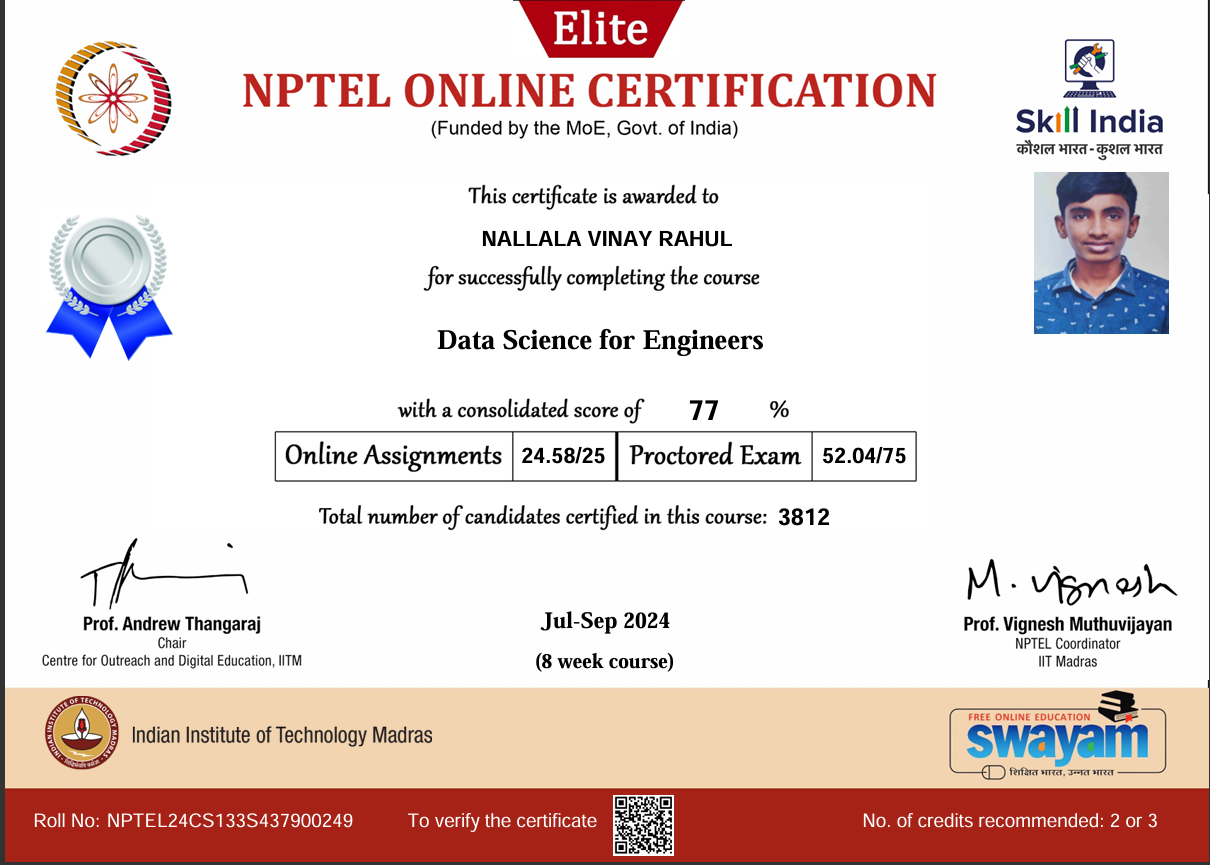 Elite
NPTEL ONLINE CERTIFICATION
(Funded by the MoE, Govt. of India)
Skill India
कौशल भारत - कुशल भारत
This certificate is awarded to
NALLALA VINAY RAHUL
for successfully completing the course
Data Science for Engineers
with a consolidated score of 77 %
Online Assignments 24.58/25 Proctored Exam 52.04/75
Total number of candidates certified in this course: 3812
M. Vignesh
Prof. Andrew Thangaraj
Chair
Centre for Outreach and Digital Education, IITM
Jul-Sep 2024
(8 week course)
Prof. Vignesh Muthuvijayan
NPTEL Coordinator
IIT Madras
INDIAN INSTITUTE OF TECHNOLOGY MADRAS
Indian Institute of Technology Madras
FREE ONLINE EDUCATION
swayam
शिक्षित भारत, उन्नत भारत
Roll No: NPTEL24CS133S437900249
To verify the certificate
No. of credits recommended: 2 or 3